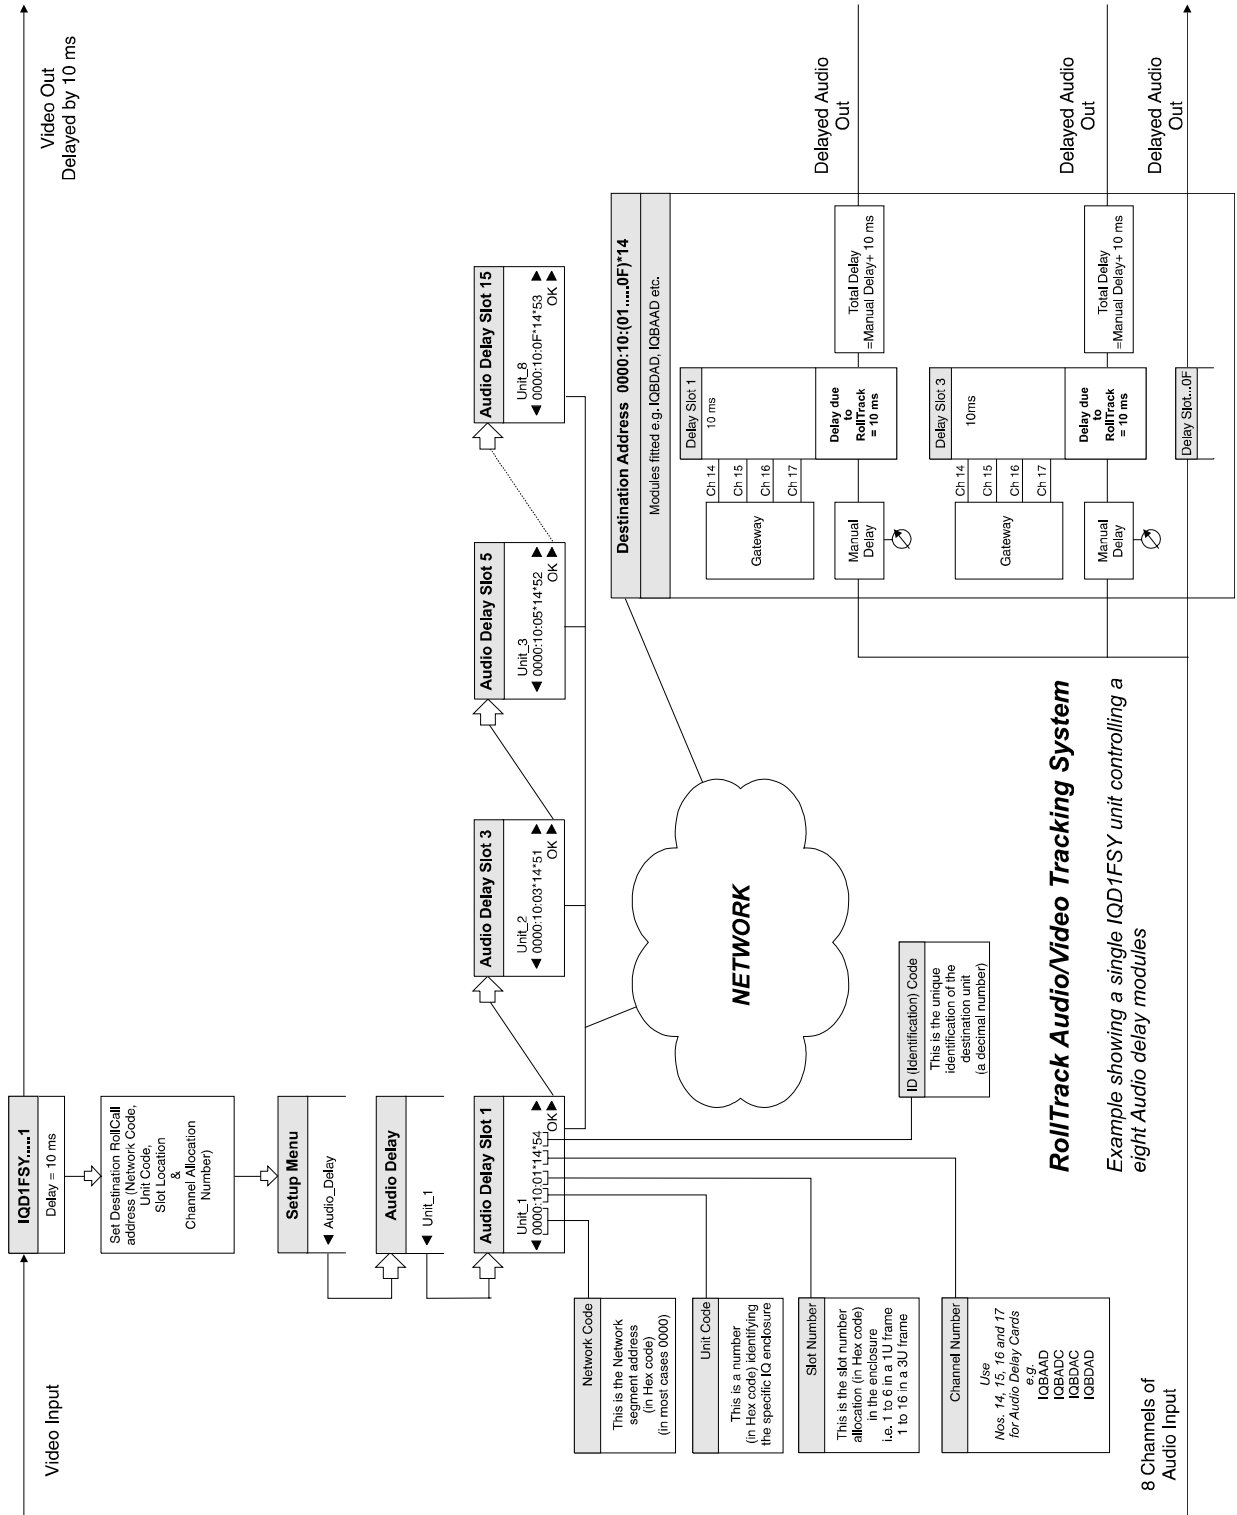 Video Input
IQD1FSY.....1
Delay = 10 ms
Video Out
Delayed by 10 ms
Set Destination RollCall
address (Network Code,
Unit Code,
Slot Location
&
Channel Allocation
Number)
Setup Menu
◀ Audio_Delay
Audio Delay
◀ Unit_1
Audio Delay Slot 1
Unit_1
◀ 0000:10:01*14*54 ▶
OK ▶
Audio Delay Slot 3
Unit_2
◀ 0000:10:03*14*51 ▶
OK ▶
Audio Delay Slot 5
Unit_3
◀ 0000:10:05*14*52 ▶
OK ▶
Audio Delay Slot 15
Unit_8
◀ 0000:10:0F*14*53 ▶
OK ▶
Network Code
This is the Network
segment address
(in Hex code)
(in most cases 0000)
Unit Code
This is a number
(in Hex code) identifying
the specific IQ enclosure
Slot Number
This is the slot number
allocation (in Hex code)
in the enclosure
i.e. 1 to 6 in a 1U frame
1 to 16 in a 3U frame
Channel Number
Use
Nos. 14, 15, 16 and 17
for Audio Delay Cards
e.g.
IQBAAD
IQBADC
IQBDAC
IQBDAD
ID (Identification) Code
This is the unique
identification of the
destination unit
(a decimal number)
NETWORK
Destination Address 0000:10:(01.....0F)*14
Modules fitted e.g. IQBDAD, IQBAAD etc.
Gateway
Ch 14
Ch 15
Ch 16
Ch 17
Delay Slot 1
10 ms
Manual
Delay
Delay due
to
RollTrack
= 10 ms
Total Delay
=Manual Delay+ 10 ms
Delayed Audio
Out
Gateway
Ch 14
Ch 15
Ch 16
Ch 17
Delay Slot 3
10ms
Manual
Delay
Delay due
to
RollTrack
= 10 ms
Total Delay
=Manual Delay+ 10 ms
Delayed Audio
Out
Delay Slot...0F
Delayed Audio
Out
8 Channels of
Audio Input
RollTrack Audio/Video Tracking System
Example showing a single IQD1FSY unit controlling a
eight Audio delay modules